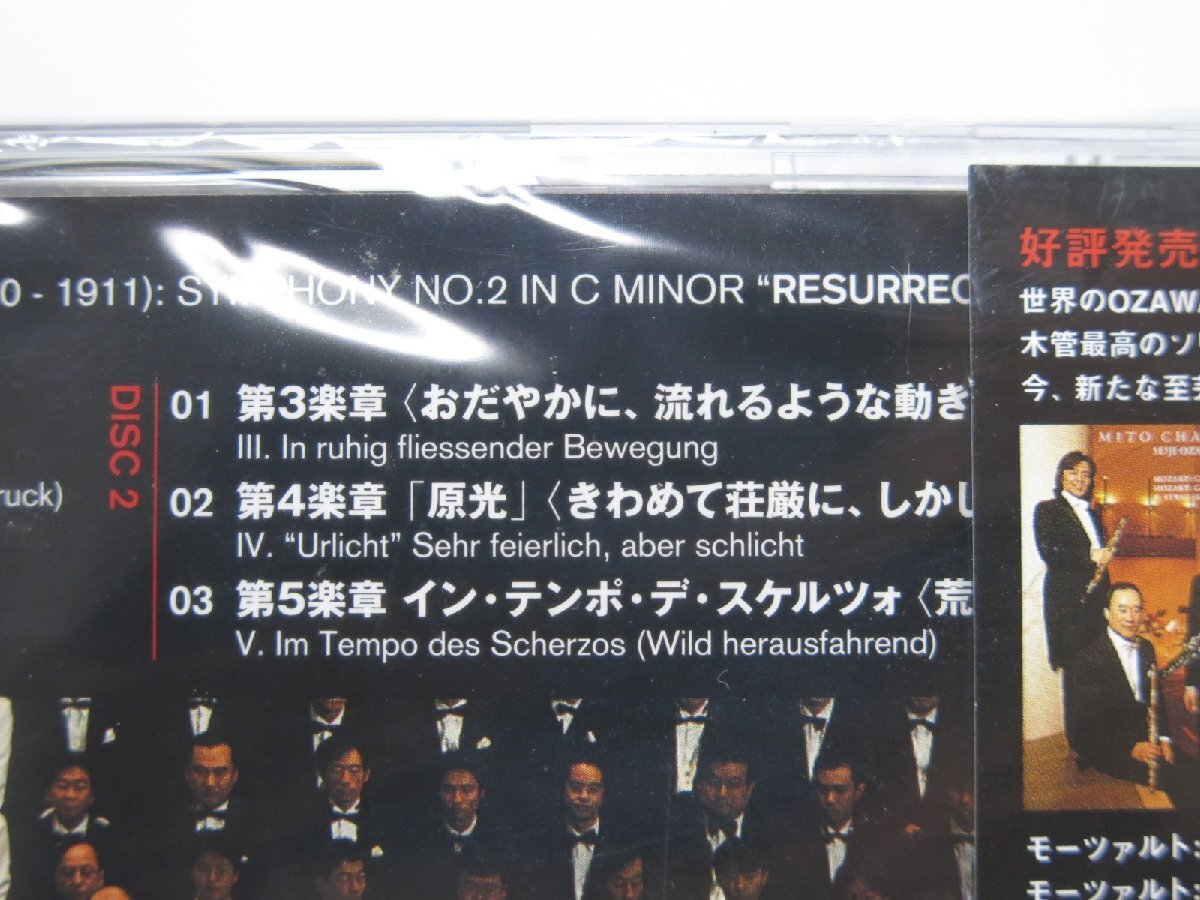 0 - 1911): SYMPHONY NO.2 IN C MINOR “RESURREC
ruck)
DISC 2
01 第3楽章〈おだやかに、流れるような動き
III. In ruhig fliessender Bewegung
02 第4楽章「原光」〈きわめて荘厳に、しかし
IV. “Urlicht” Sehr feierlich, aber schlicht
03 第5楽章 イン・テンポ・デ・スケルツォ〈荒
V. Im Tempo des Scherzos (Wild herausfahrend)
好評発売
世界のOZAWA
木管最高のソリ
今、新たな至芸
MITO CHA
SEIJI OZA
MOZART:
MOZART:
モーツァルト:
モーツァルト: